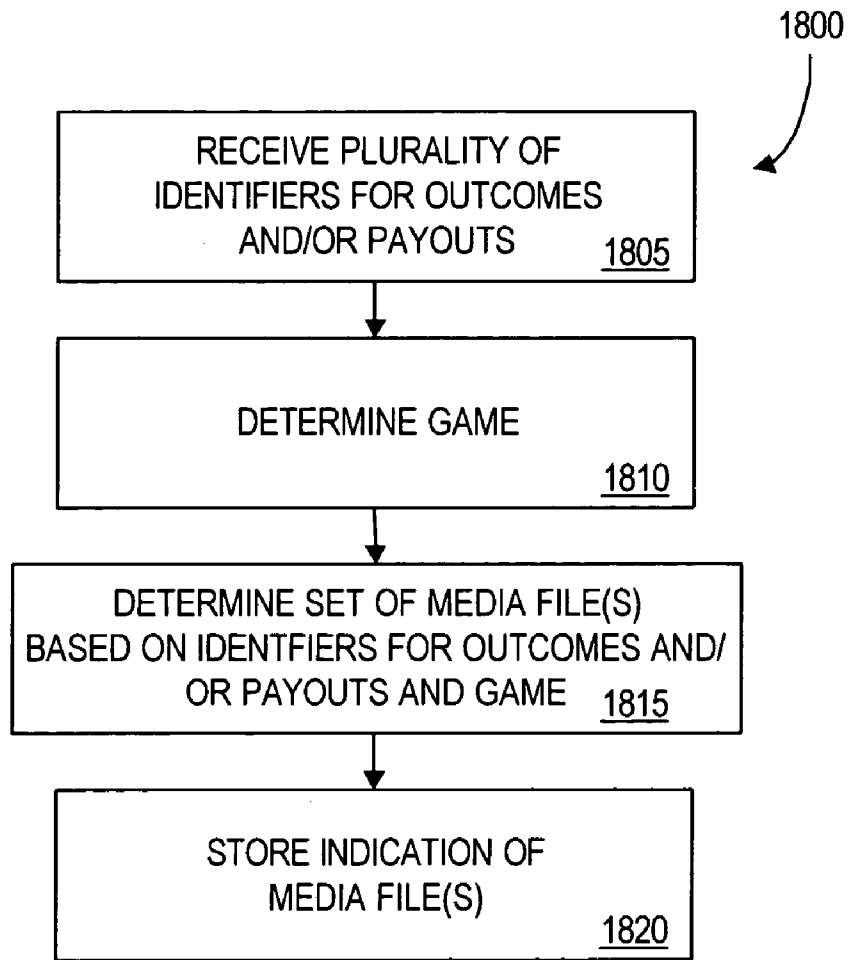 1800
RECEIVE PLURALITY OF
IDENTIFIERS FOR OUTCOMES
AND/OR PAYOUTS
1805
DETERMINE GAME
1810
DETERMINE SET OF MEDIA FILE(S)
BASED ON IDENTFIERS FOR OUTCOMES AND/
OR PAYOUTS AND GAME
1815
STORE INDICATION OF
MEDIA FILE(S)
1820